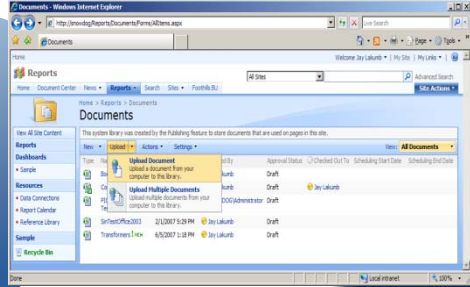 Documents - Windows Internet Explorer
http://snowdog/Reports/Documents/Forms/AllItems.aspx
Live Search
Documents
Page
Tools
Home
Welcome Jay Lakumb
My Site
My Links
Reports
All Sites
Advanced Search
Home Document Center News Reports Search Sites Foothills BU
Site Actions
Home > Reports > Documents
Documents
View All Site Content
This system library was created by the Publishing feature to store documents that are used on pages in this site.
Reports
New Upload Actions Settings
View: All Documents
Dashboards
Type
Upload Document
Approval Status Checked Out To Scheduling Start Date Scheduling End Date
Sample
Upload a document from your
computer to this library.
Draft
Resources
Upload Multiple Documents
Draft Jay Lakumb
Data Connections
Upload multiple documents from your
computer to this library.
Draft
Report Calendar
Reference Library
SimTestOffice2003 2/1/2007 5:29 PM Jay Lakumb Draft
Sample
Transformers NEW 6/5/2007 1:18 PM Jay Lakumb Draft
Recycle Bin
Done
Local intranet
100%